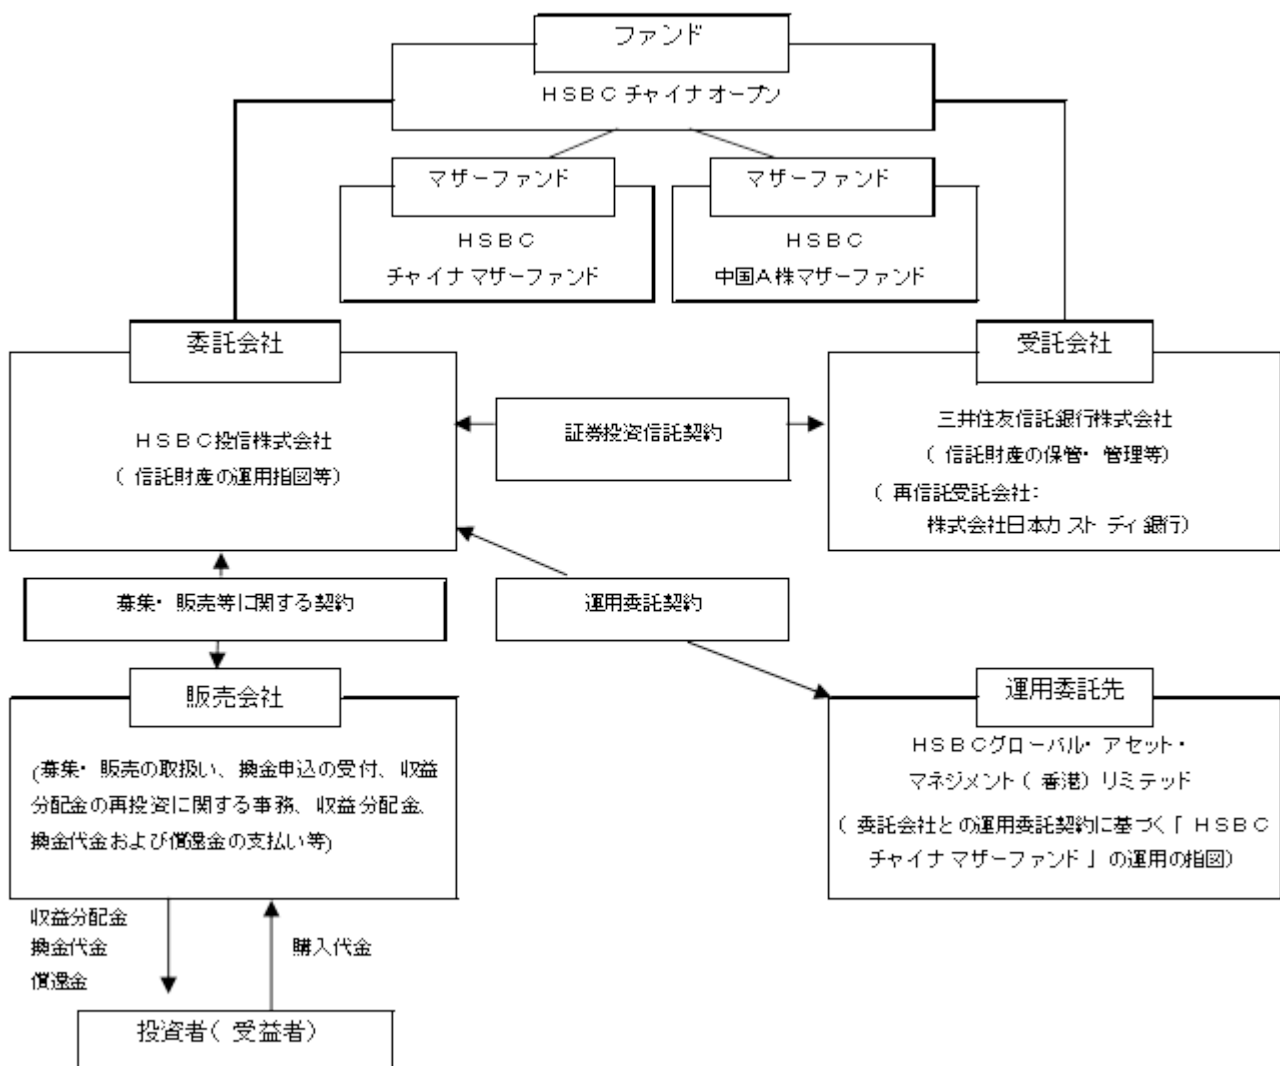 ファンド
HSBCチャイナオープン
マザーファンド
HSBC
チャイナマザーファンド
マザーファンド
HSBC
中国A株マザーファンド
委託会社
HSBC投信株式会社
(信託財産の運用指図等)
証券投資信託契約
受託会社
三井住友信託銀行株式会社
(信託財産の保管・管理等)
(再信託受託会社:
株式会社日本カストディ銀行)
募集・販売等に関する契約
運用委託契約
販売会社
(募集・販売の取扱い、換金申込の受付、収益
分配金の再投資に関する事務、収益分配金、
換金代金および償還金の支払い等)
運用委託先
HSBCグローバル・アセット・
マネジメント(香港)リミテッド
(委託会社との運用委託契約に基づく「HSBC
チャイナマザーファンド」の運用の指図)
収益分配金
換金代金
償還金
購入代金
投資者(受益者)